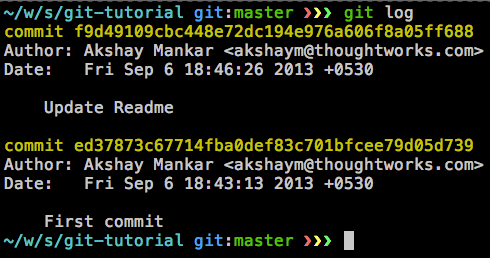 ~/w/s/git-tutorial git:master ❯❯❯ git log
commit f9d49109cbc448e72dc194e976a606f8a05ff688
Author: Akshay Mankar <akshaym@thoughtworks.com>
Date:   Fri Sep 6 18:46:26 2013 +0530
    Update Readme
commit ed37873c67714fba0def83c701bfcee79d05d739
Author: Akshay Mankar <akshaym@thoughtworks.com>
Date:   Fri Sep 6 18:43:13 2013 +0530
    First commit
~/w/s/git-tutorial git:master ❯❯❯